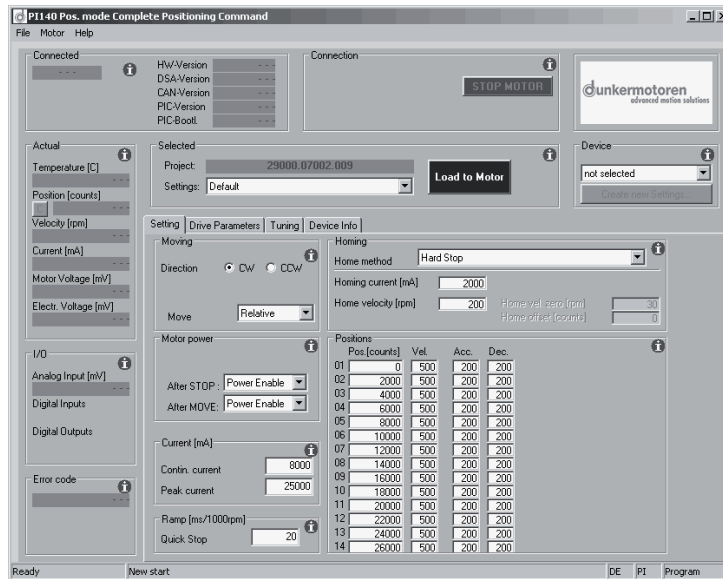 PI140 Pos. mode Complete Positioning Command
File Motor Help
Connected
- - -
HW-Version - - -
DSA-Version - - -
CAN-Version - - -
PIC-Version - - -
PIC-Bootl. - - -
Connection
STOP MOTOR
dunkermotoren
advanced motion solutions
Actual
Temperature [C]
- - -
Position [counts]
- - -
Velocity [rpm]
- - -
Current [mA]
- - -
Motor Voltage [mV]
- - -
Electr. Voltage [mV]
- - -
Selected
Project: 29000.07002.009
Settings: Default
Load to Motor
Device
not selected
Create new Settings...
Setting Drive Parameters Tuning Device Info
Moving
Direction CW CCW
Move Relative
Homing
Home method Hard Stop
Homing current [mA] 2000
Home velocity [rpm] 200
Home vel. zero [rpm] 30
Home offset [counts] 0
Motor power
After STOP : Power Enable
After MOVE: Power Enable
Current [mA]
Contin. current 8000
Peak current 25000
Ramp [ms/1000rpm]
Quick Stop 20
Positions
Pos.[counts] Vel. Acc. Dec.
01 0 500 200 200
02 2000 500 200 200
03 4000 500 200 200
04 6000 500 200 200
05 8000 500 200 200
06 10000 500 200 200
07 12000 500 200 200
08 14000 500 200 200
09 16000 500 200 200
10 18000 500 200 200
11 20000 500 200 200
12 22000 500 200 200
13 24000 500 200 200
14 26000 500 200 200
I/O
Analog Input [mV]
- - -
Digital Inputs
Digital Outputs
Error code
- - -
Ready New start DE PI Program